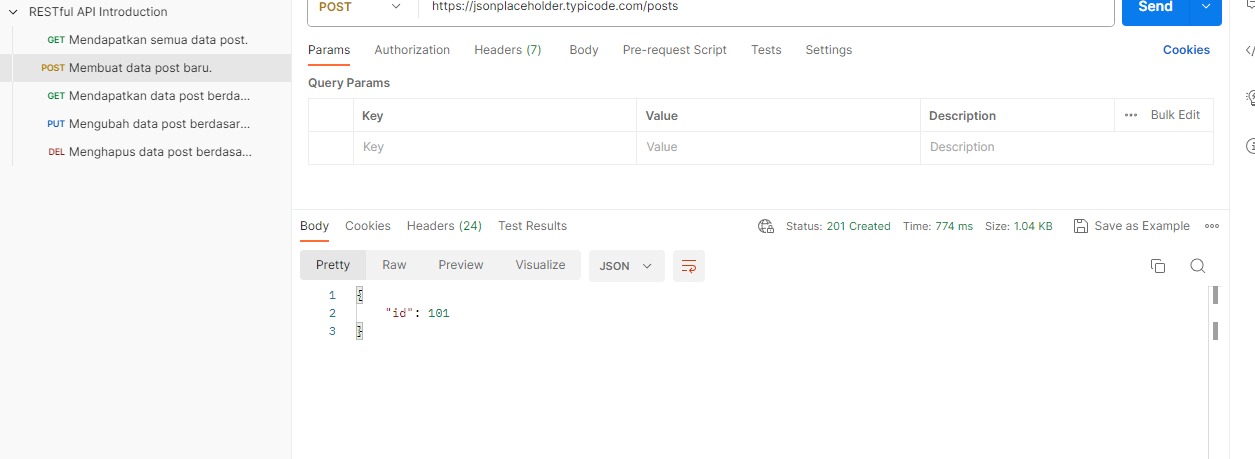 RESTful API Introduction
GET Mendapatkan semua data post.
POST Membuat data post baru.
GET Mendapatkan data post berda...
PUT Mengubah data post berdasar...
DEL Menghapus data post berdasa...
POST https://jsonplaceholder.typicode.com/posts Send
Params Authorization Headers (7) Body Pre-request Script Tests Settings Cookies
Query Params
Key Value Description ••• Bulk Edit
Key Value Description
Body Cookies Headers (24) Test Results Status: 201 Created Time: 774 ms Size: 1.04 KB Save as Example
Pretty Raw Preview Visualize JSON
1 {
2 "id": 101
3 }